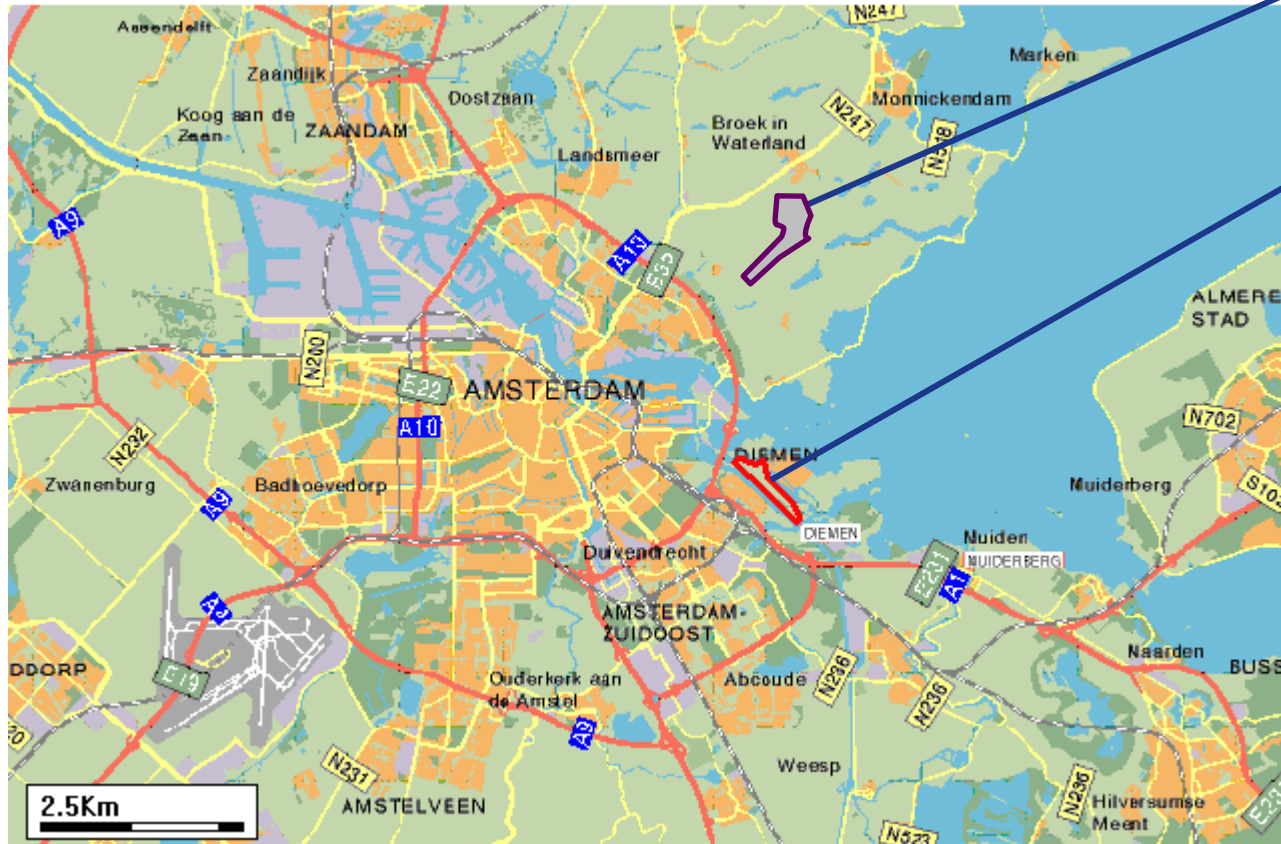 N247
Assendelft
Marken
Zaandijk
Oostzaan
Monnickendam
Koog aan de
Zaan
N247
Broek in
Waterland
ZAANDAM
N518
Landsmeer
A9
A10
E35
ALMERE
STAD
N200
E22
AMSTERDAM
N702
A10
N232
DIEMEN
Zwanenburg
Badhoevedorp
Muiderberg
A9
DIEMEN
Muiden
Duivendrecht
MUIDERBERG
E231
A1
A9
AMSTERDAM-
ZUIDOOST
Naarden
DDORP
E19
Ouderkerk aan
de Amstel
Abcoude
N236
BUSS
N236
A9
N231
Weesp
2.5Km
AMSTELVEEN
N236
Hilversumse
Meent
E231
N523